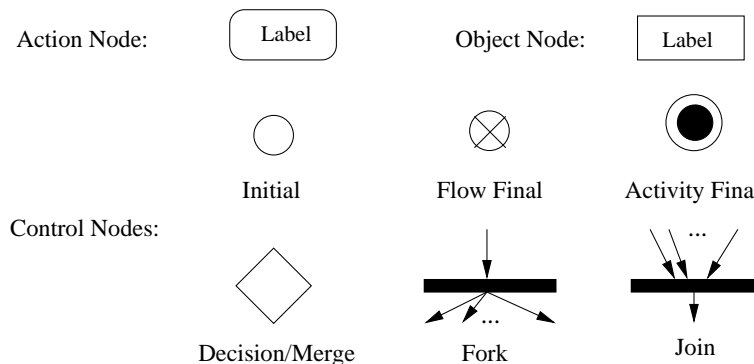 Action Node:
Label
Object Node:
Label
Initial
Flow Final
Activity Fina
Control Nodes:
...
...
Decision/Merge
Fork
Join